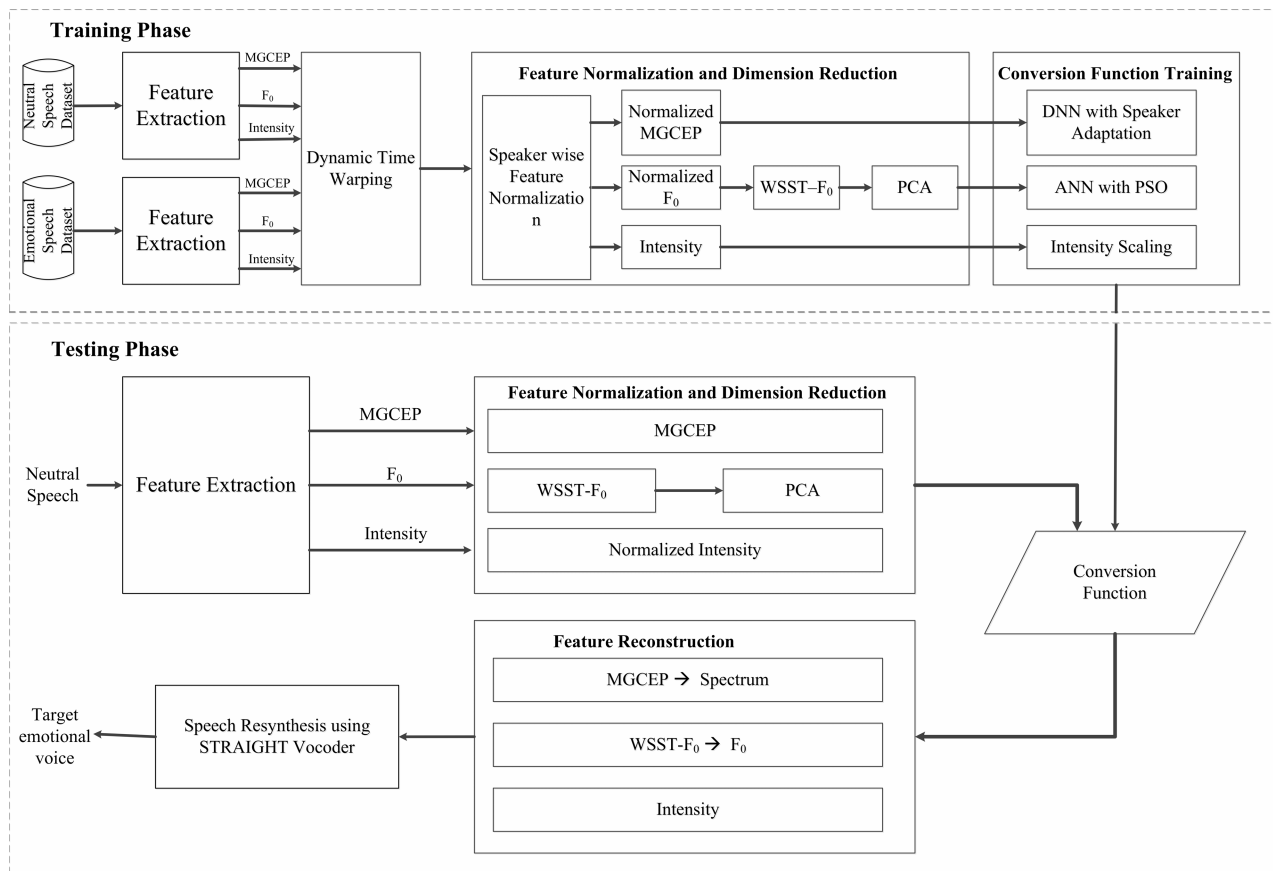 Training Phase
Neutral
Speech
Dataset
Feature
Extraction
MGCEP
F₀
Intensity
Emotional
Speech
Dataset
Feature
Extraction
MGCEP
F₀
Intensity
Dynamic Time
Warping
Feature Normalization and Dimension Reduction
Speaker wise
Feature
Normalizatio
n
Normalized
MGCEP
Normalized
F₀
WSST–F₀
PCA
Intensity
Conversion Function Training
DNN with Speaker
Adaptation
ANN with PSO
Intensity Scaling
Testing Phase
Neutral
Speech
Feature Extraction
MGCEP
F₀
Intensity
Feature Normalization and Dimension Reduction
MGCEP
WSST-F₀
PCA
Normalized Intensity
Conversion
Function
Feature Reconstruction
MGCEP → Spectrum
WSST-F₀ → F₀
Intensity
Speech Resynthesis using
STRAIGHT Vocoder
Target
emotional
voice